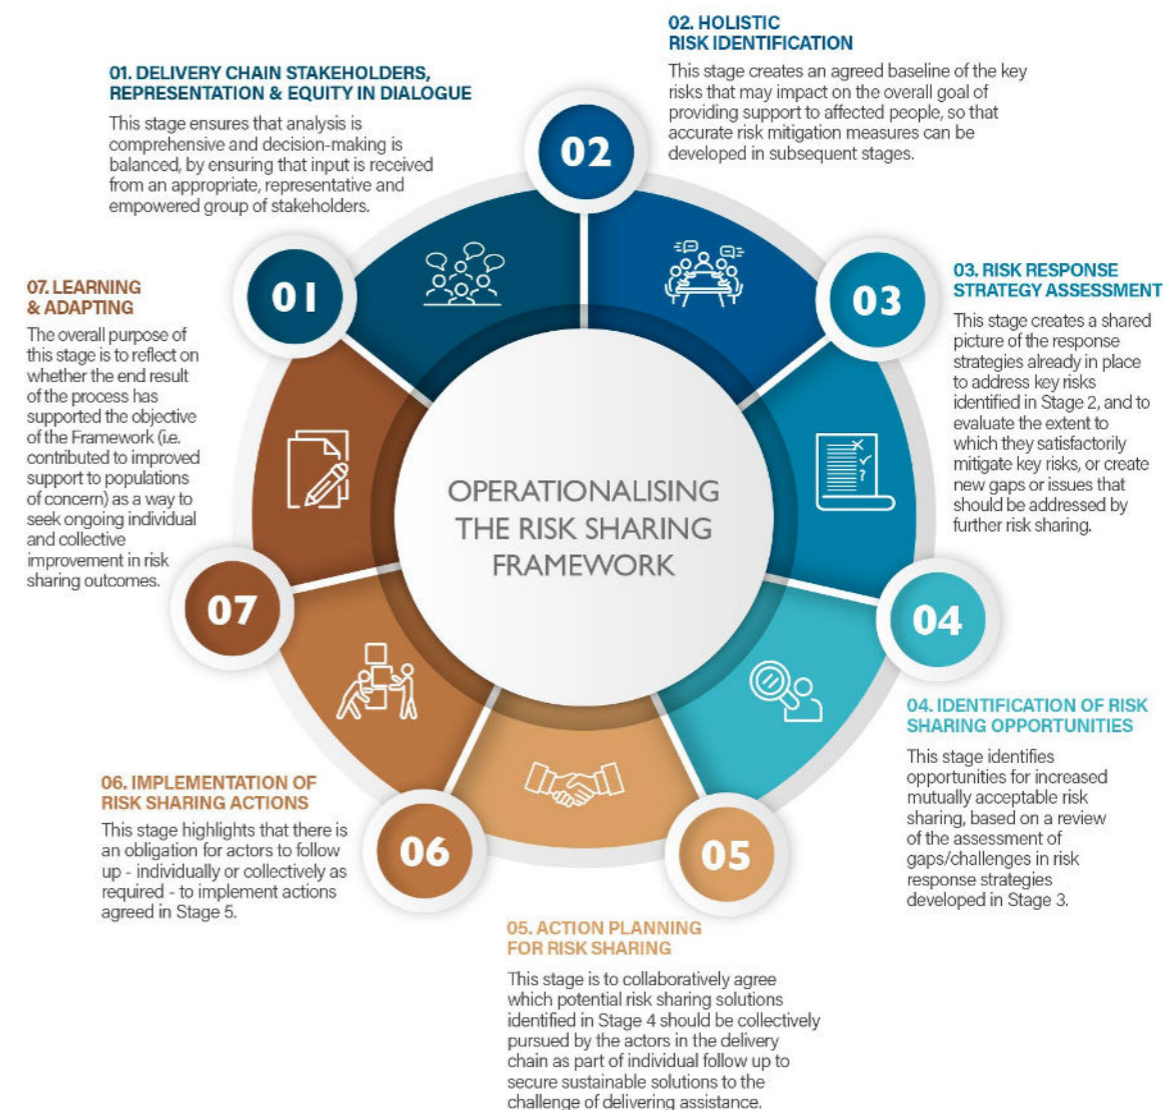 01. DELIVERY CHAIN STAKEHOLDERS,
REPRESENTATION & EQUITY IN DIALOGUE
This stage ensures that analysis is
comprehensive and decision-making is
balanced, by ensuring that input is received
from an appropriate, representative and
empowered group of stakeholders.
02. HOLISTIC
RISK IDENTIFICATION
This stage creates an agreed baseline of the key
risks that may impact on the overall goal of
providing support to affected people, so that
accurate risk mitigation measures can be
developed in subsequent stages.
03. RISK RESPONSE
STRATEGY ASSESSMENT
This stage creates a shared
picture of the response
strategies already in place
to address key risks
identified in Stage 2, and to
evaluate the extent to
which they satisfactorily
mitigate key risks, or create
new gaps or issues that
should be addressed by
further risk sharing.
04. IDENTIFICATION OF RISK
SHARING OPPORTUNITIES
This stage identifies
opportunities for increased
mutually acceptable risk
sharing, based on a review
of the assessment of
gaps/challenges in risk
response strategies
developed in Stage 3.
05. ACTION PLANNING
FOR RISK SHARING
This stage is to collaboratively agree
which potential risk sharing solutions
identified in Stage 4 should be collectively
pursued by the actors in the delivery
chain as part of individual follow up to
secure sustainable solutions to the
challenge of delivering assistance.
06. IMPLEMENTATION OF
RISK SHARING ACTIONS
This stage highlights that there is
an obligation for actors to follow
up - individually or collectively as
required - to implement actions
agreed in Stage 5.
07. LEARNING
& ADAPTING
The overall purpose of
this stage is to reflect on
whether the end result
of the process has
supported the objective
of the Framework (i.e.
contributed to improved
support to populations
of concern) as a way to
seek ongoing individual
and collective
improvement in risk
sharing outcomes.
01
02
03
04
05
06
07
OPERATIONALISING
THE RISK SHARING
FRAMEWORK
?